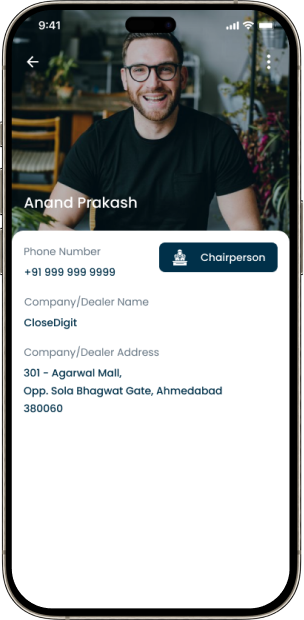 9:41
Anand Prakash
Phone Number
Chairperson
+91 999 999 9999
Company/Dealer Name
CloseDigit
Company/Dealer Address
301 - Agarwal Mall,
Opp. Sola Bhagwat Gate, Ahmedabad
380060